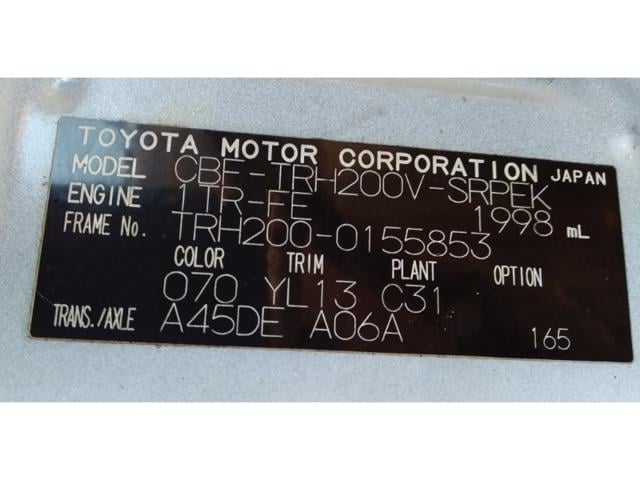 TOYOTA MOTOR CORPORATION JAPAN
MODEL CBF-TRH200V-SRPEK
ENGINE 1TR-FE 1998 mL
FRAME No. TRH200-0155853
COLOR TRIM PLANT OPTION
070 YL13 C31
TRANS./AXLE A45DE A06A 165